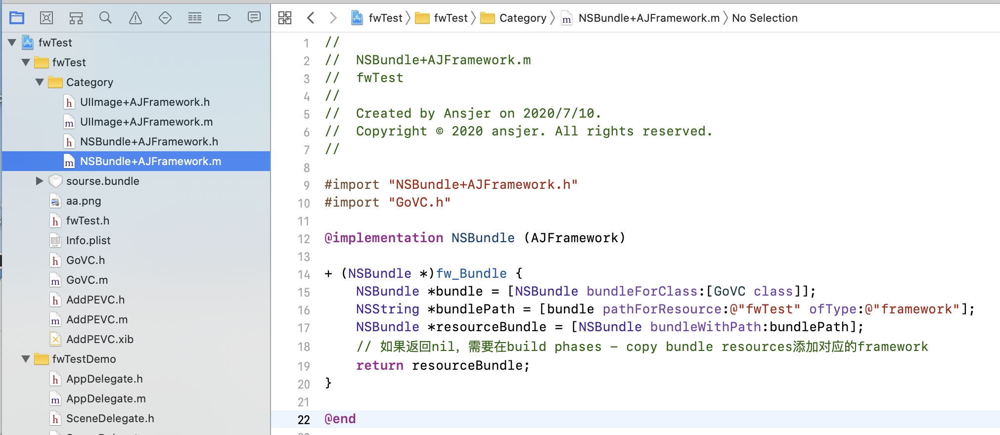 fwTest
fwTest
Category
UIImage+AJFramework.h
UIImage+AJFramework.m
NSBundle+AJFramework.h
NSBundle+AJFramework.m
sourse.bundle
aa.png
fwTest.h
Info.plist
GoVC.h
GoVC.m
AddPEVC.h
AddPEVC.m
AddPEVC.xib
fwTestDemo
AppDelegate.h
AppDelegate.m
SceneDelegate.h
fwTest fwTest Category NSBundle+AJFramework.m No Selection
1 //
2 //  NSBundle+AJFramework.m
3 //  fwTest
4 //
5 //  Created by Ansjer on 2020/7/10.
6 //  Copyright © 2020 ansjer. All rights reserved.
7 //
8
9 #import "NSBundle+AJFramework.h"
10 #import "GoVC.h"
11
12 @implementation NSBundle (AJFramework)
13
14 + (NSBundle *)fw_Bundle {
15     NSBundle *bundle = [NSBundle bundleForClass:[GoVC class]];
16     NSString *bundlePath = [bundle pathForResource:@"fwTest" ofType:@"framework"];
17     NSBundle *resourceBundle = [NSBundle bundleWithPath:bundlePath];
18     // 如果返回nil，需要在build phases – copy bundle resources添加对应的framework
19     return resourceBundle;
20 }
21
22 @end